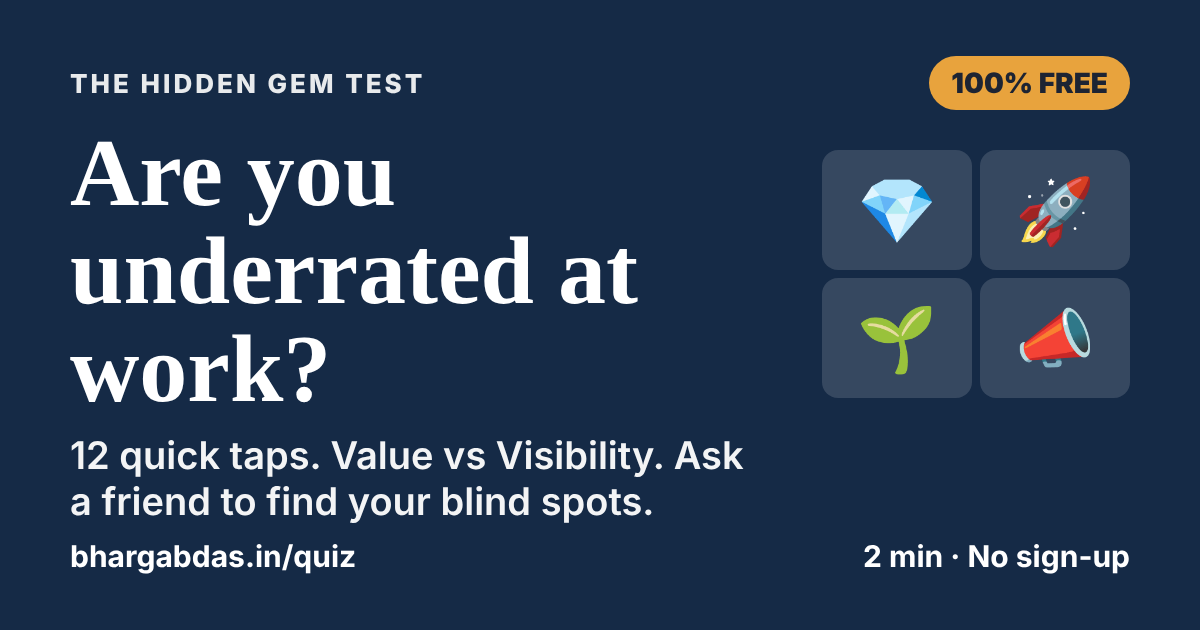 THE HIDDEN GEM TEST
100% FREE
Are you
underrated at
work?
12 quick taps. Value vs Visibility. Ask
a friend to find your blind spots.
bhargabdas.in/quiz
2 min · No sign-up